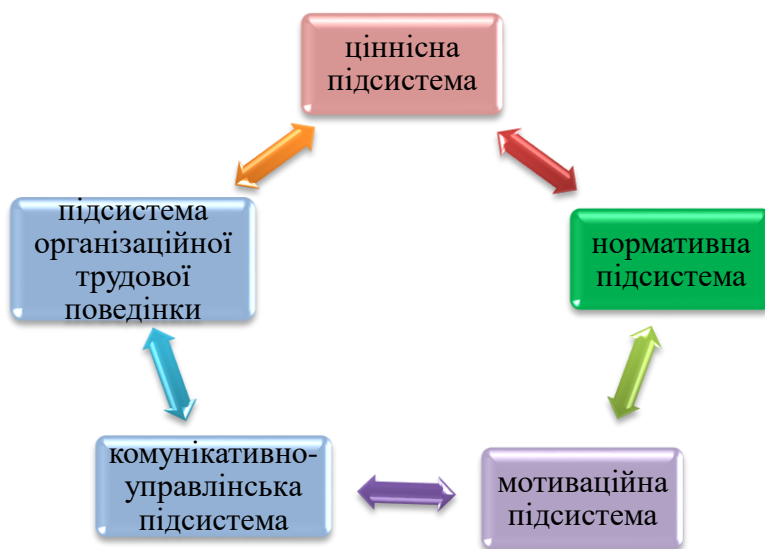 ціннісна
підсистема
нормативна
підсистема
мотиваційна
підсистема
комунікативно-
управлінська
підсистема
підсистема
організаційної
трудової
поведінки